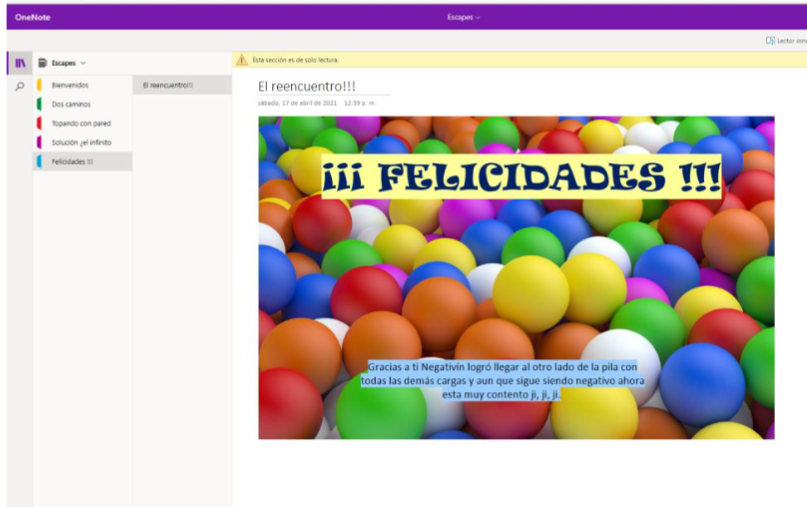 OneNote
Escapes
Lector inm
Escapes
Esta sección es de solo lectura.
Bienvenidos
Dos caminos
Topando con pared
Solución ¿el infinito
Felicidades !!!
El reencuentro!!!
El reencuentro!!!
sábado, 17 de abril de 2021 12:39 p. m.
¡¡¡ FELICIDADES !!!
Gracias a ti Negativín logró llegar al otro lado de la pila con
todas las demás cargas y aun que sigue siendo negativo ahora
esta muy contento ji, ji, ji.